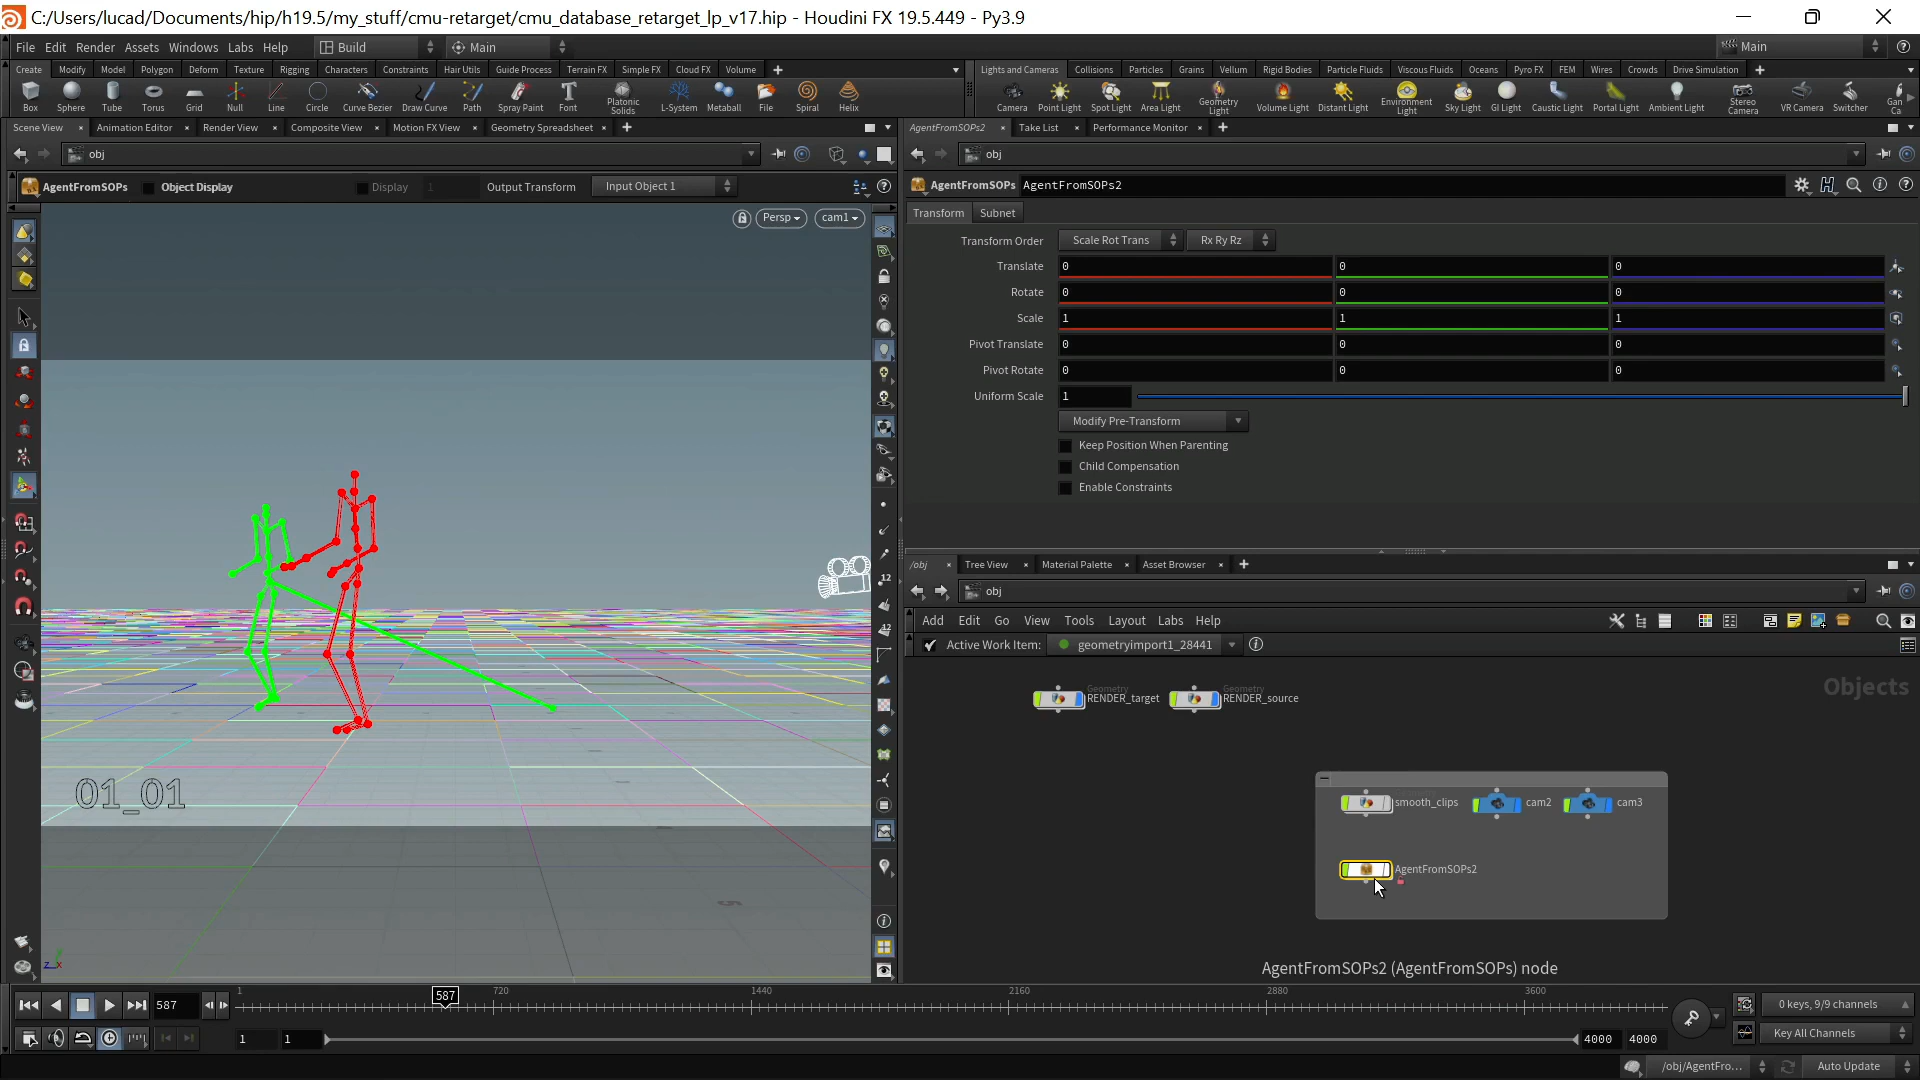 C:/Users/lucad/Documents/hip/h19.5/my_stuff/cmu-retarget/cmu_database_retarget_lp_v17.hip - Houdini FX 19.5.449 - Py3.9
File Edit Render Assets Windows Labs Help Build Main Main
Create Modify Model Polygon Deform Texture Rigging Characters Constraints Hair Utils Guide Process Terrain FX Simple FX Cloud FX Volume
Lights and Cameras Collisions Particles Grains Vellum Rigid Bodies Particle Fluids Viscous Fluids Oceans Pyro FX FEM Wires Crowds Drive Simulation
Box Sphere Tube Torus Grid Null Line Circle Curve Bezier Draw Curve Path Spray Paint Font Platonic Solids L-System Metaball File Spiral Helix
Camera Point Light Spot Light Area Light Geometry Light Volume Light Distant Light Environment Light Sky Light GI Light Caustic Light Portal Light Ambient Light Stereo Camera VR Camera Switcher
Scene View Animation Editor Render View Composite View Motion FX View Geometry Spreadsheet
AgentFromSOPs2 Take List Performance Monitor
obj
obj
AgentFromSOPs Object Display Display 1 Output Transform Input Object 1
AgentFromSOPs AgentFromSOPs2
Persp cam1
Transform Subnet
Transform Order Scale Rot Trans Rx Ry Rz
Translate 0 0 0
Rotate 0 0 0
Scale 1 1 1
Pivot Translate 0 0 0
Pivot Rotate 0 0 0
Uniform Scale 1
Modify Pre-Transform
Keep Position When Parenting
Child Compensation
Enable Constraints
/obj Tree View Material Palette Asset Browser
obj
Add Edit Go View Tools Layout Labs Help
Active Work Item: geometryimport1_28441
Objects
Geometry
RENDER_target
Geometry
RENDER_source
smooth_clips cam2 cam3
AgentFromSOPs2
AgentFromSOPs2 (AgentFromSOPs) node
01_01
12
12
z x
587 1 587 720 1440 2160 2880 3600
0 keys, 9/9 channels
1 1 4000 4000
Key All Channels
/obj/AgentFro... Auto Update